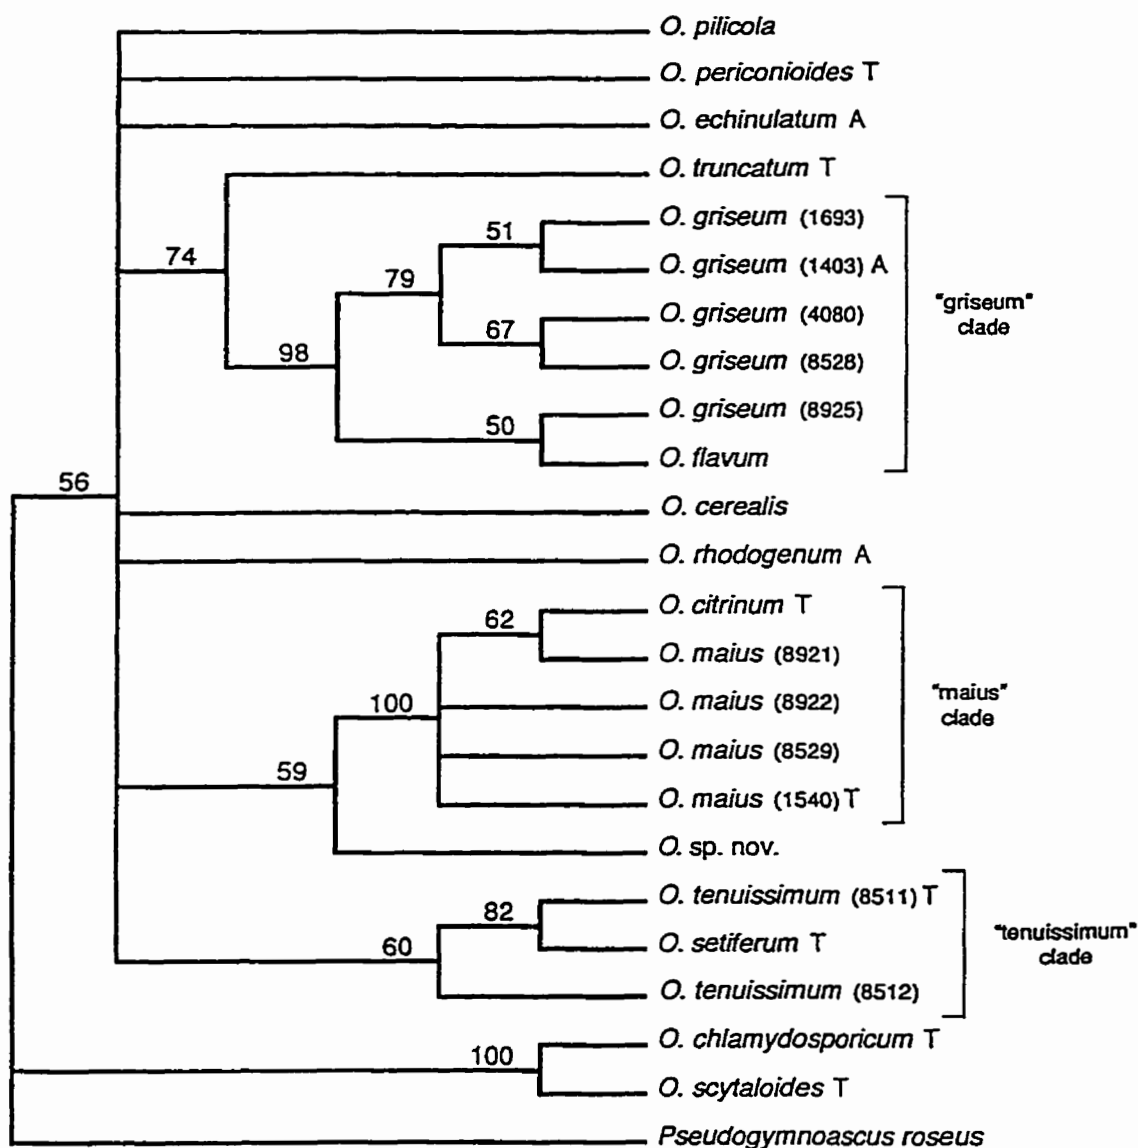 O. pilicola
O. periconioides T
O. echinulatum A
O. truncatum T
O. griseum (1693)
51
O. griseum (1403) A
74
79
O. griseum (4080)
"griseum"
clade
67
98
O. griseum (8528)
O. griseum (8925)
50
O. flavum
56
O. cerealis
O. rhodogenum A
O. citrinum T
62
O. maius (8921)
100
O. maius (8922)
"maius"
clade
O. maius (8529)
59
O. maius (1540) T
O. sp. nov.
O. tenuissimum (8511) T
82
O. setiferum T
"tenuissimum"
clade
60
O. tenuissimum (8512)
O. chlamydosporicum T
100
O. scytaloides T
Pseudogymnoascus roseus